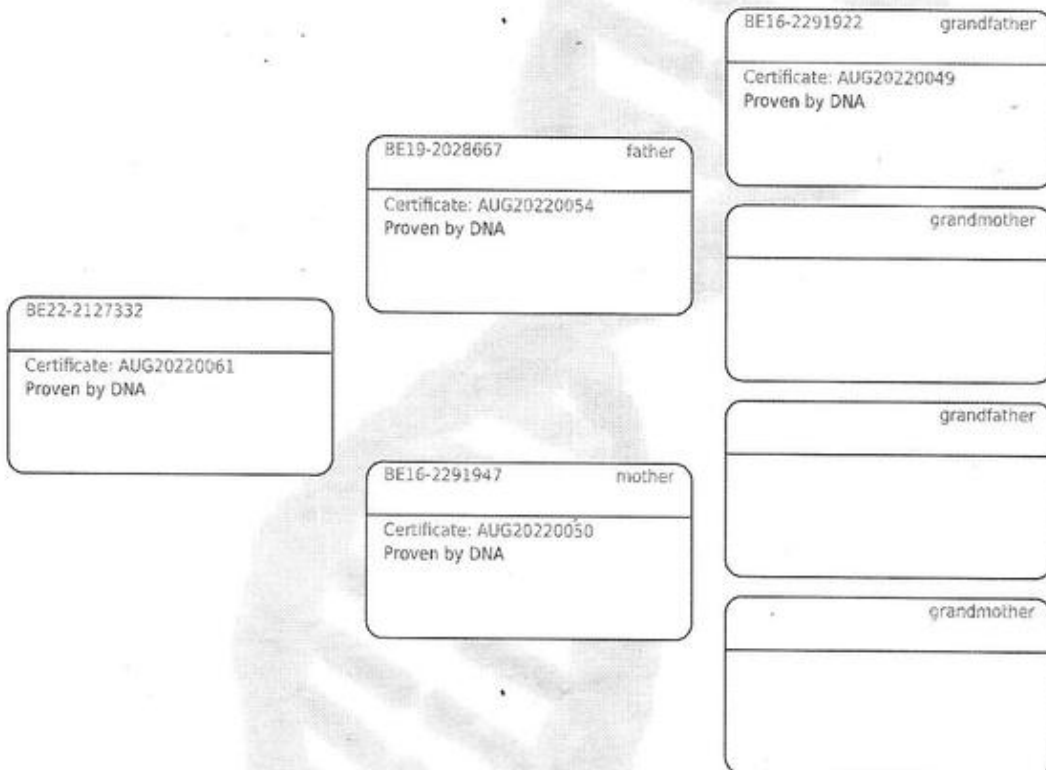 BE16-2291922 grandfather
Certificate: AUG20220049
Proven by DNA
BE19-2028667 father
Certificate: AUG20220054
Proven by DNA
grandmother
BE22-2127332
Certificate: AUG20220061
Proven by DNA
grandfather
BE16-2291947 mother
Certificate: AUG20220050
Proven by DNA
grandmother